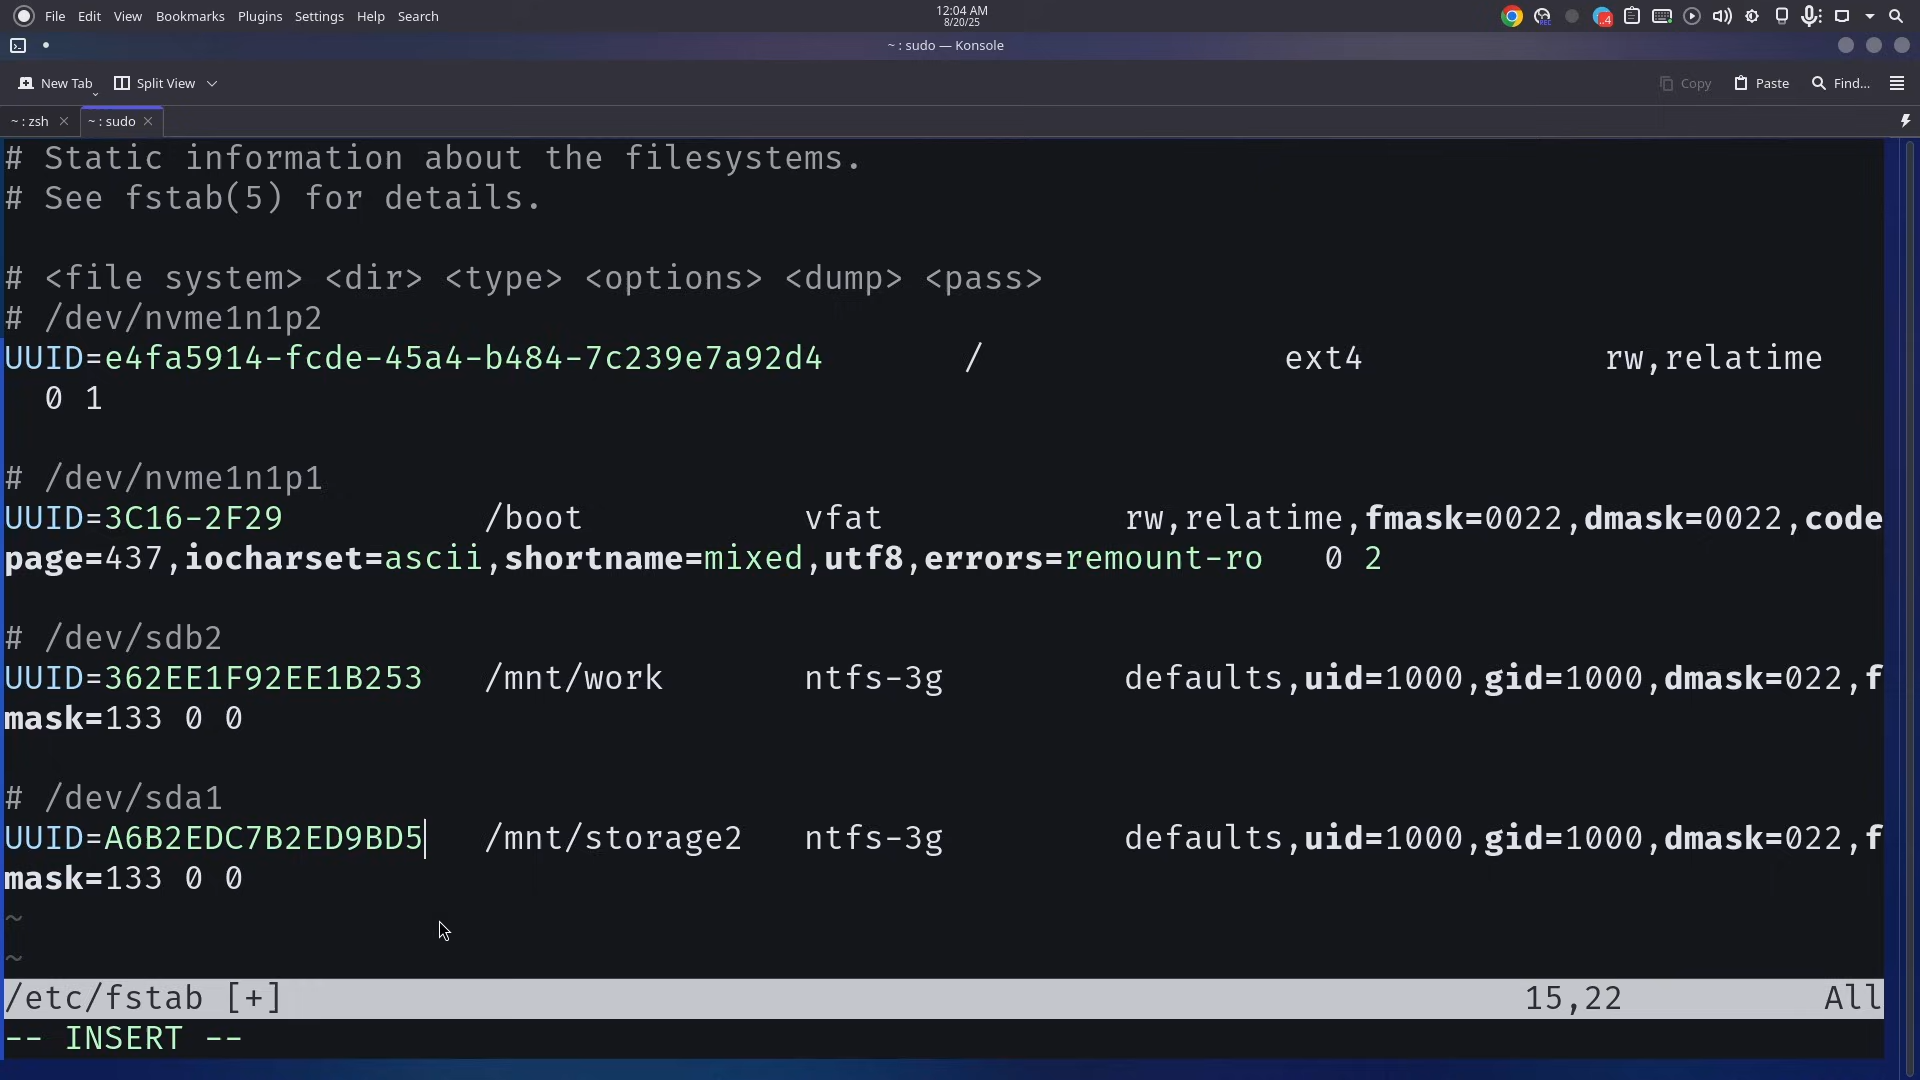 File Edit View Bookmarks Plugins Settings Help Search
12:04 AM
8/20/25
~ : sudo — Konsole
New Tab Split View Copy Paste Find...
~ : zsh ~ : sudo
# Static information about the filesystems.
# See fstab(5) for details.
# <file system> <dir> <type> <options> <dump> <pass>
# /dev/nvme1n1p2
UUID=e4fa5914-fcde-45a4-b484-7c239e7a92d4 / ext4 rw,relatime
0 1
# /dev/nvme1n1p1
UUID=3C16-2F29 /boot vfat rw,relatime,fmask=0022,dmask=0022,code
page=437,iocharset=ascii,shortname=mixed,utf8,errors=remount-ro 0 2
# /dev/sdb2
UUID=362EE1F92EE1B253 /mnt/work ntfs-3g defaults,uid=1000,gid=1000,dmask=022,f
mask=133 0 0
# /dev/sda1
UUID=A6B2EDC7B2ED9BD5 /mnt/storage2 ntfs-3g defaults,uid=1000,gid=1000,dmask=022,f
mask=133 0 0
~
~
/etc/fstab [+] 15,22 All
-- INSERT --